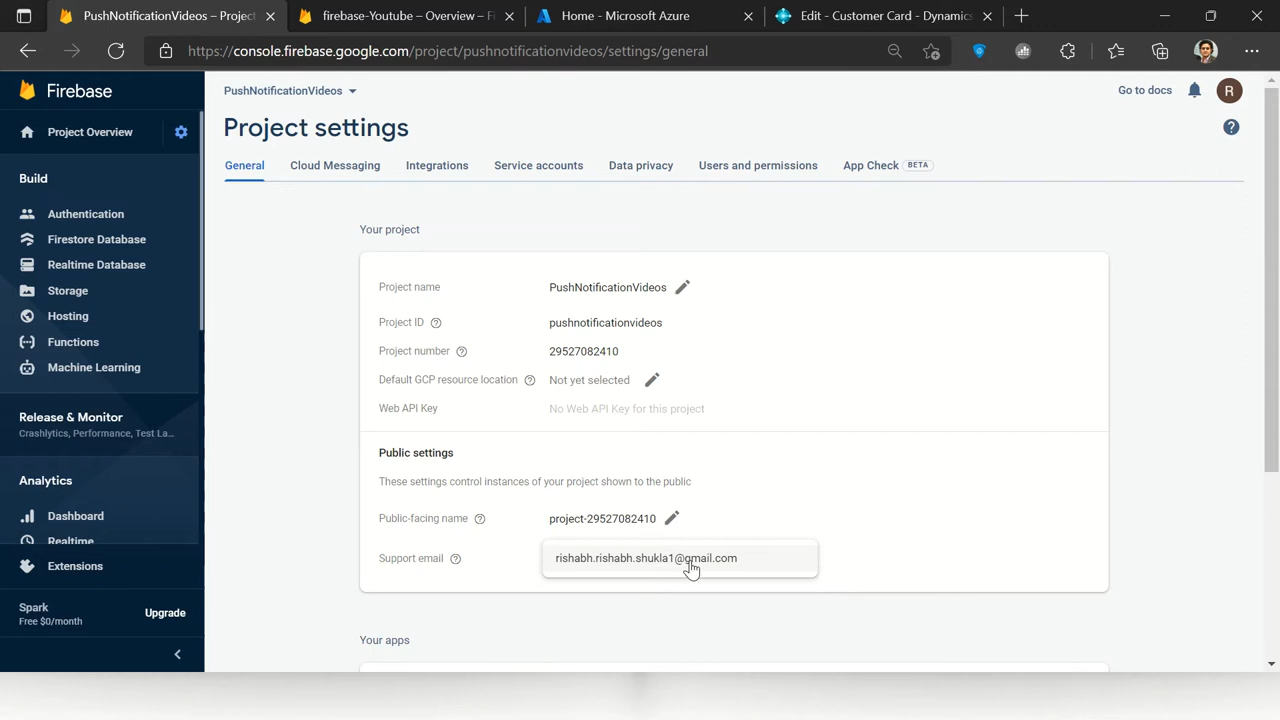 PushNotificationVideos – Project
firebase-Youtube – Overview – Fi
Home - Microsoft Azure
Edit - Customer Card - Dynamics
https://console.firebase.google.com/project/pushnotificationvideos/settings/general
Firebase
Project Overview
Build
Authentication
Firestore Database
Realtime Database
Storage
Hosting
Functions
Machine Learning
Release & Monitor
Crashlytics, Performance, Test La...
Analytics
Dashboard
Realtime
Extensions
Spark
Free $0/month
Upgrade
PushNotificationVideos
Go to docs
R
Project settings
General
Cloud Messaging
Integrations
Service accounts
Data privacy
Users and permissions
App Check BETA
Your project
Project name PushNotificationVideos
Project ID pushnotificationvideos
Project number 29527082410
Default GCP resource location Not yet selected
Web API Key No Web API Key for this project
Public settings
These settings control instances of your project shown to the public
Public-facing name project-29527082410
Support email rishabh.rishabh.shukla1@gmail.com
Your apps